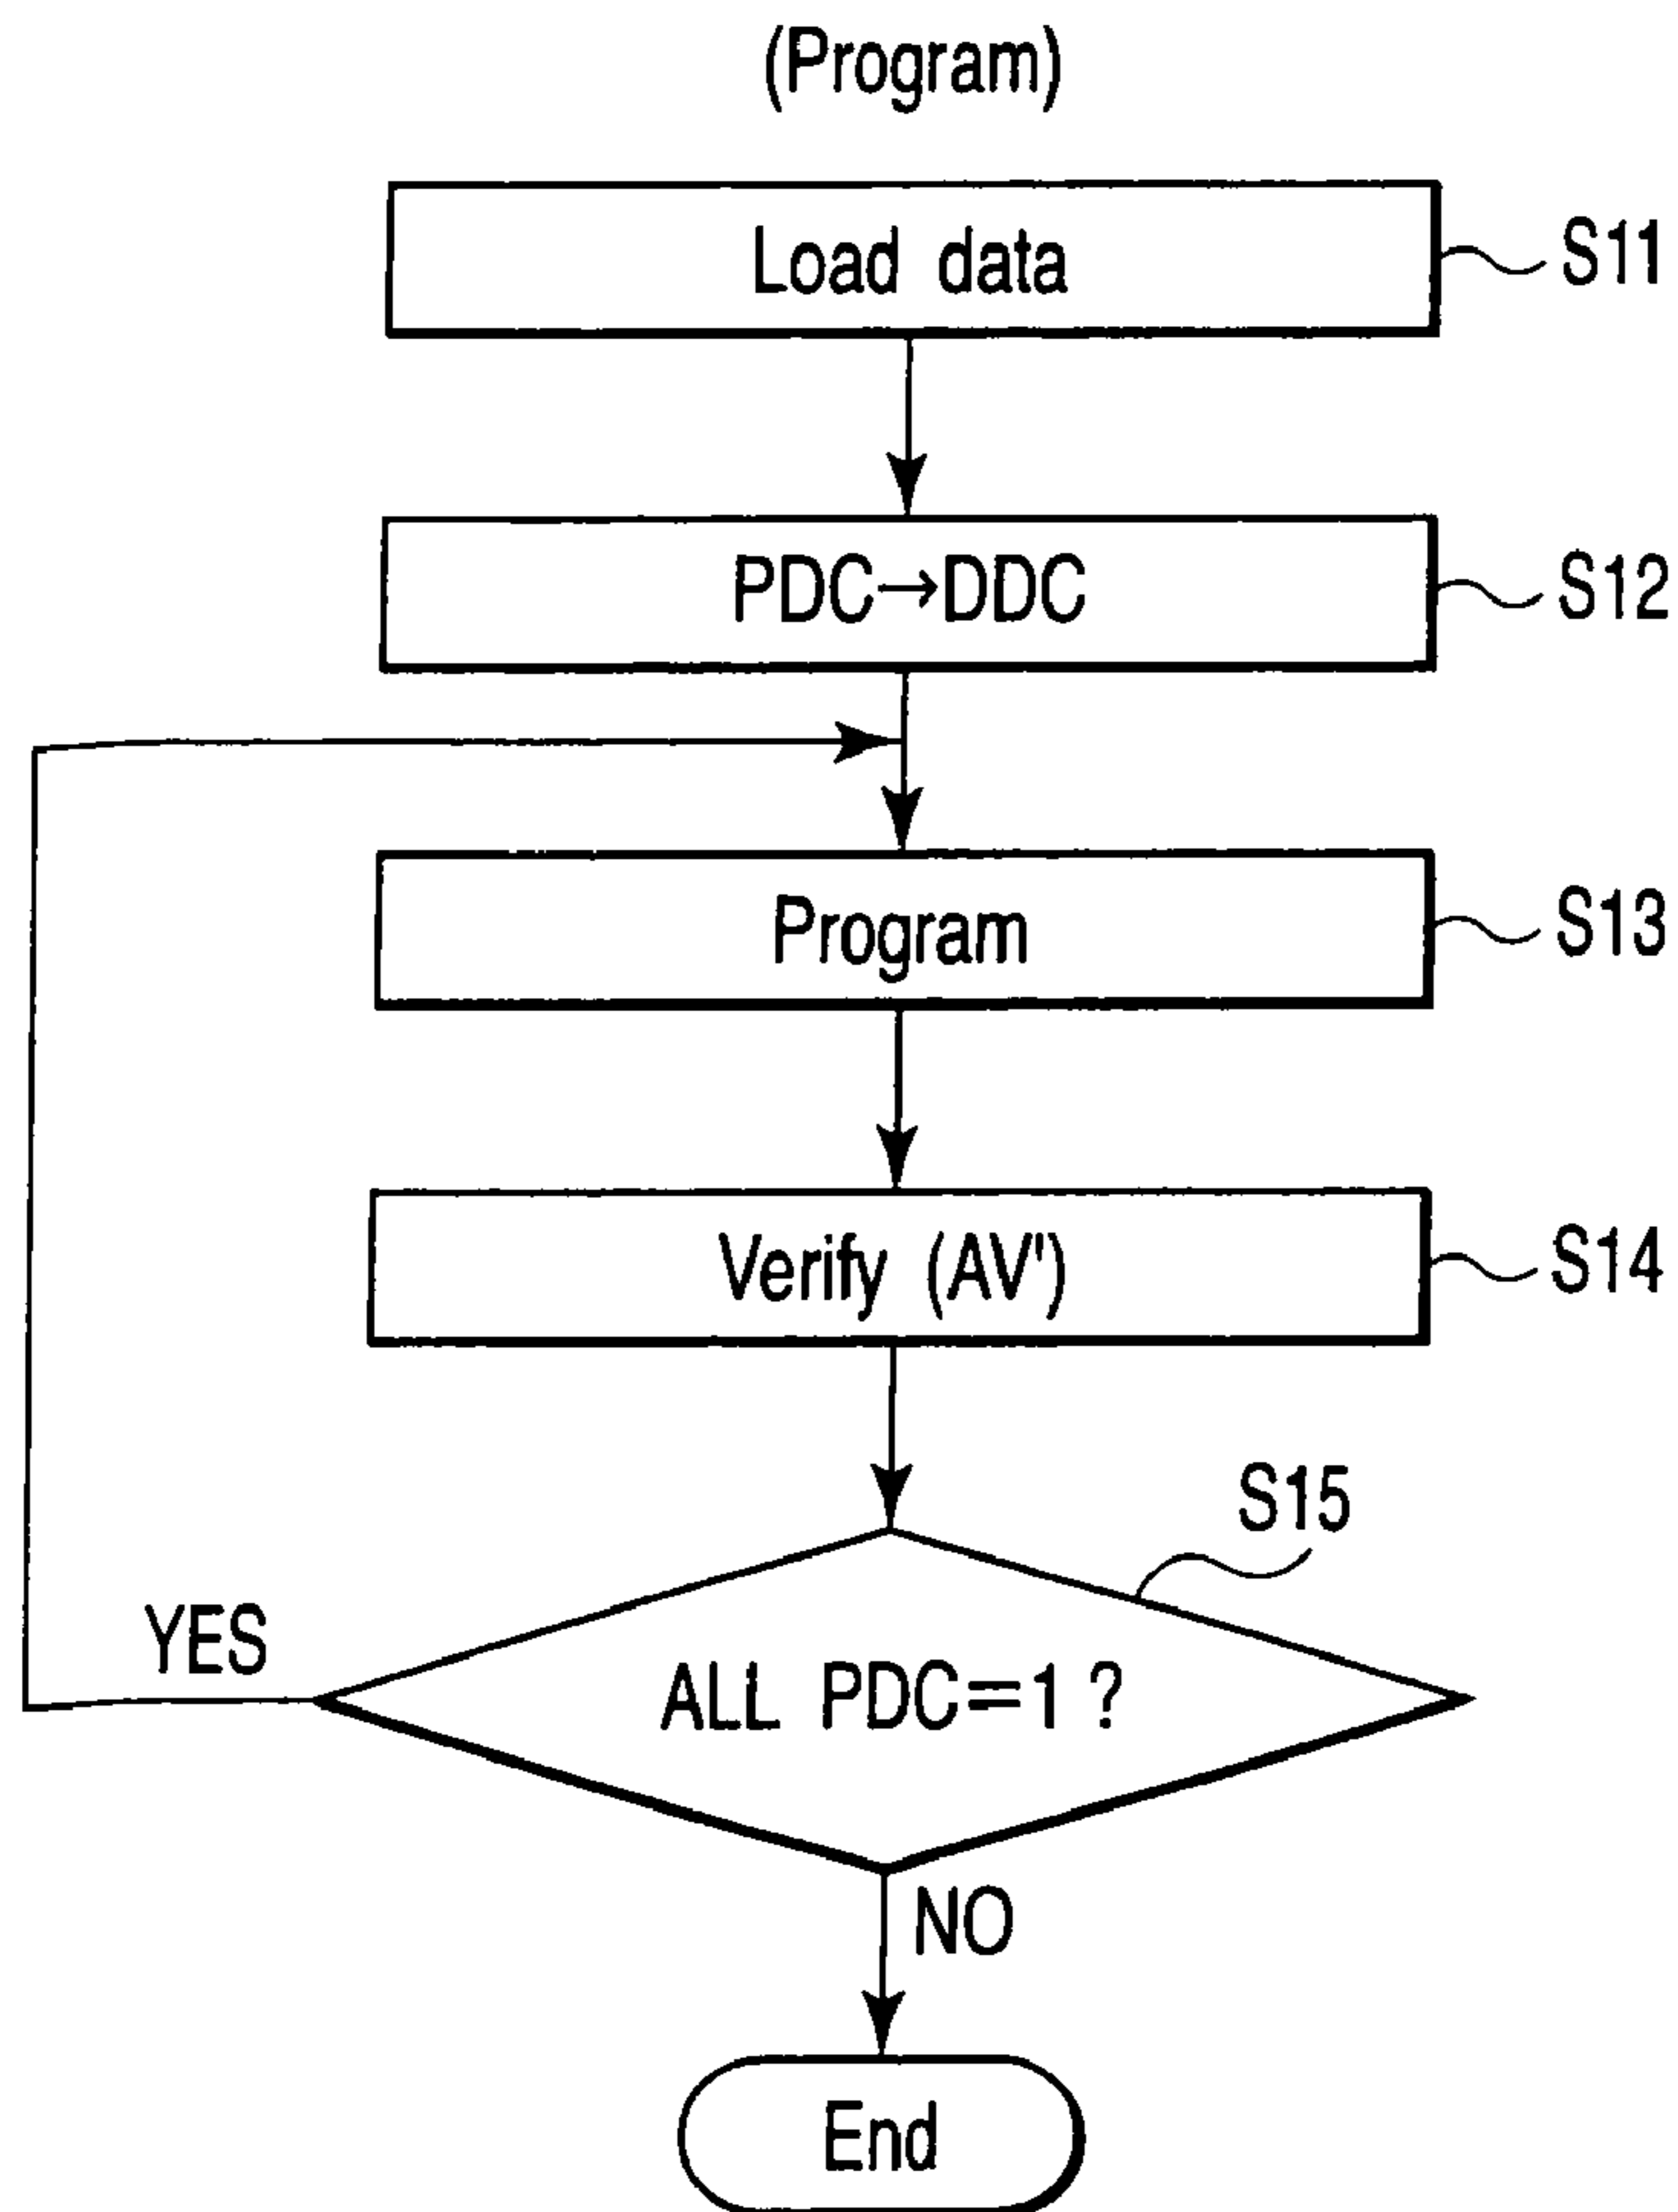 (Program)
Load data
S11
PDC→DDC
S12
Program
S13
Verify (AV')
S14
S15
YES
ALL PDC=1 ?
NO
End